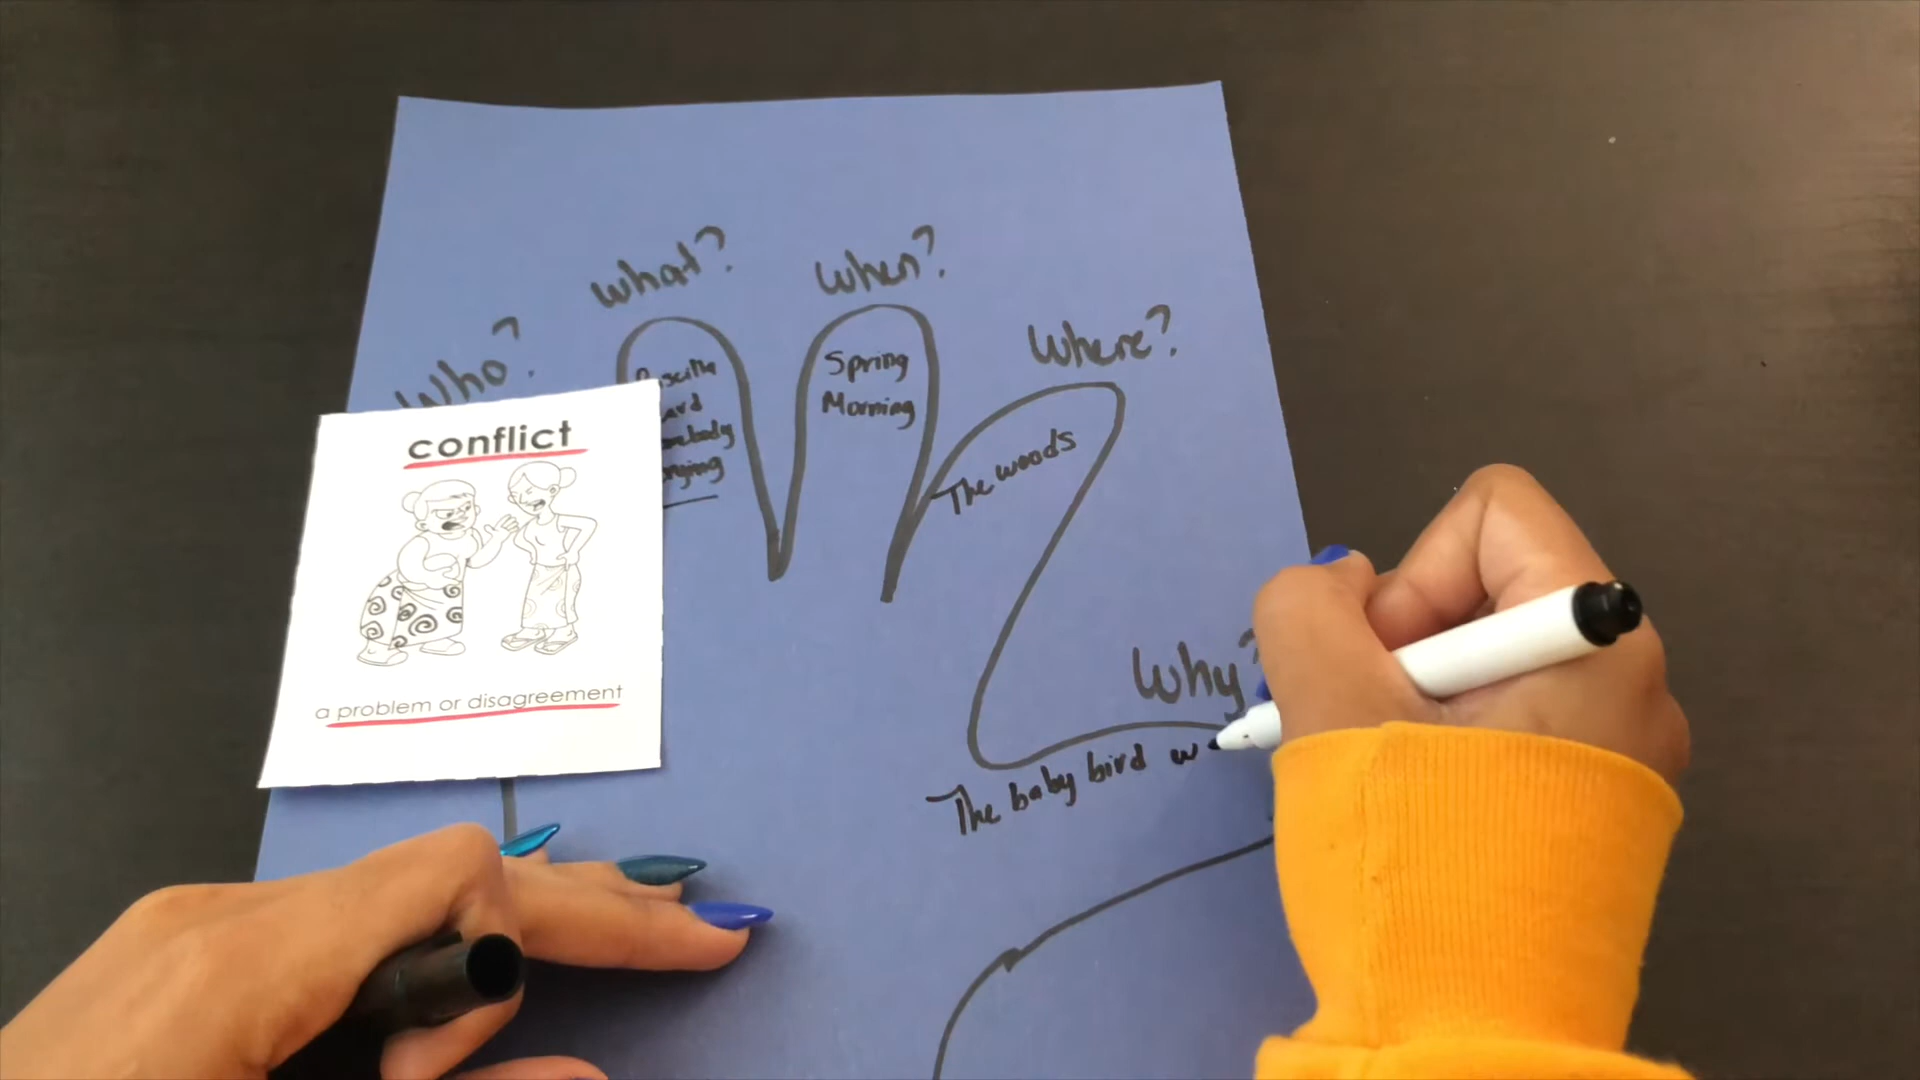 What?
When?
Who?
Where?
Spring
Morning
The woods
conflict
a problem or disagreement
Why?
The baby bird